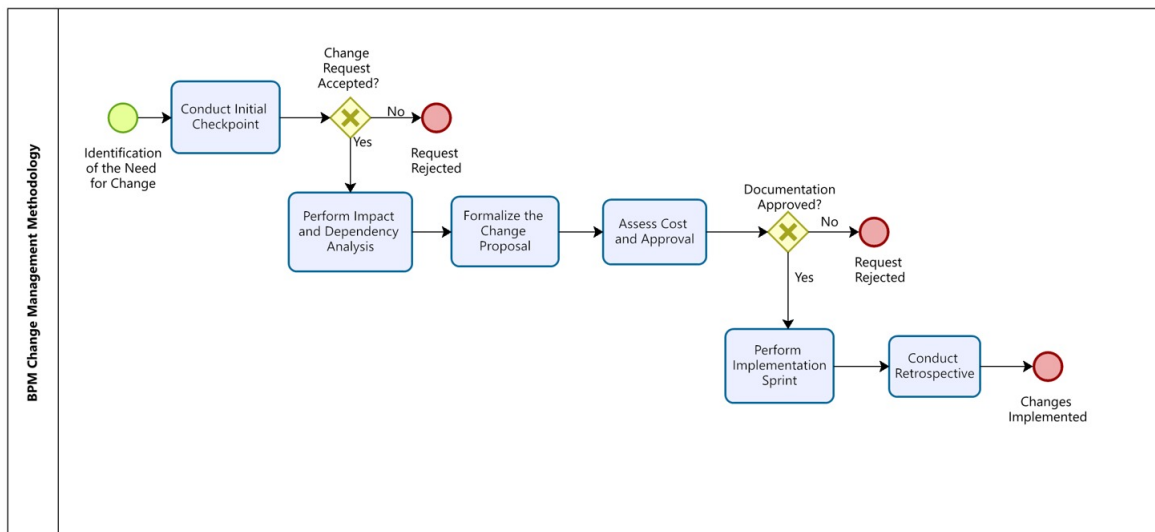 BPM Change Management Methodology
Identification
of the Need
for Change
Conduct Initial
Checkpoint
Change
Request
Accepted?
No
Request
Rejected
Yes
Perform Impact
and Dependency
Analysis
Formalize the
Change
Proposal
Assess Cost
and Approval
Documentation
Approved?
No
Request
Rejected
Yes
Perform
Implementation
Sprint
Conduct
Retrospective
Changes
Implemented